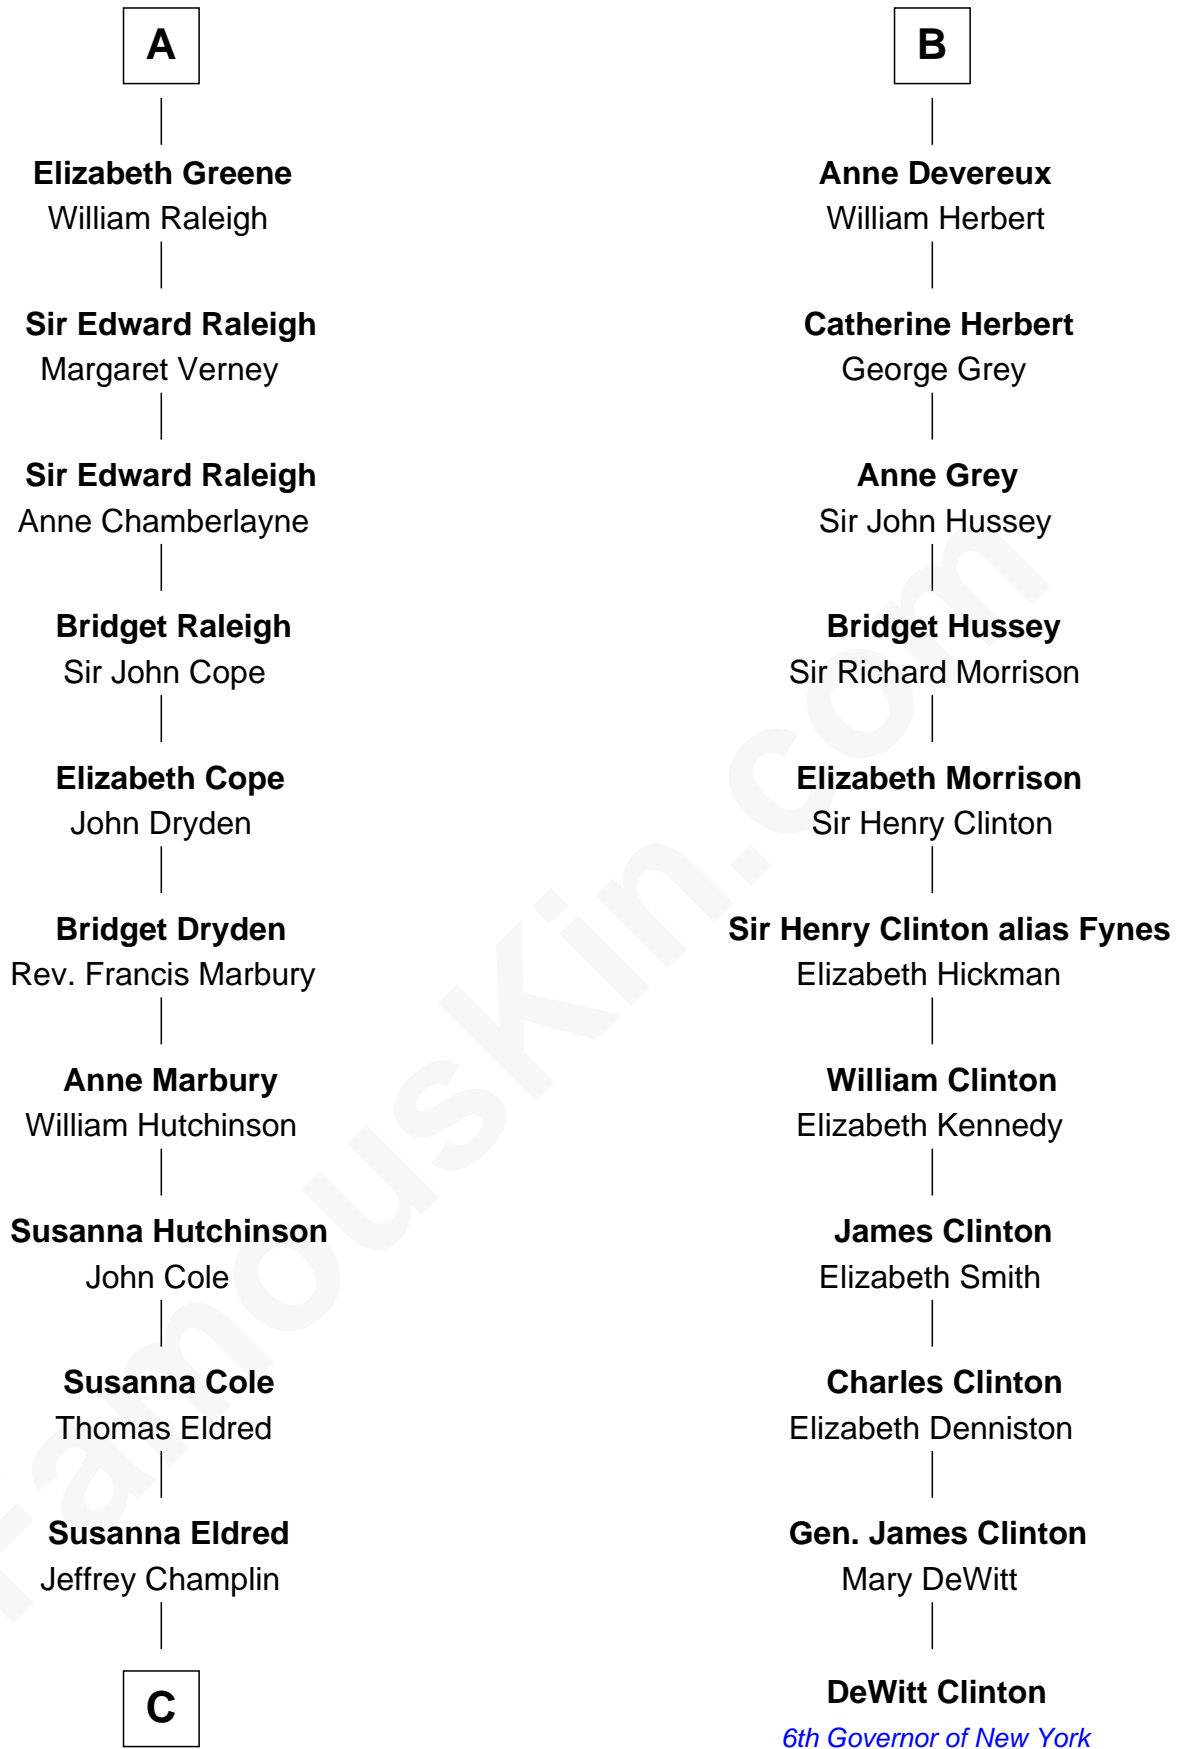 A
Elizabeth Greene
William Raleigh
Sir Edward Raleigh
Margaret Verney
Sir Edward Raleigh
Anne Chamberlayne
Bridget Raleigh
Sir John Cope
Elizabeth Cope
John Dryden
Bridget Dryden
Rev. Francis Marbury
Anne Marbury
William Hutchinson
Susanna Hutchinson
John Cole
Susanna Cole
Thomas Eldred
Susanna Eldred
Jeffrey Champlin
C
B
Anne Devereux
William Herbert
Catherine Herbert
George Grey
Anne Grey
Sir John Hussey
Bridget Hussey
Sir Richard Morrison
Elizabeth Morrison
Sir Henry Clinton
Sir Henry Clinton alias Fynes
Elizabeth Hickman
William Clinton
Elizabeth Kennedy
James Clinton
Elizabeth Smith
Charles Clinton
Elizabeth Denniston
Gen. James Clinton
Mary DeWitt
DeWitt Clinton
6th Governor of New York
FamousKin.com